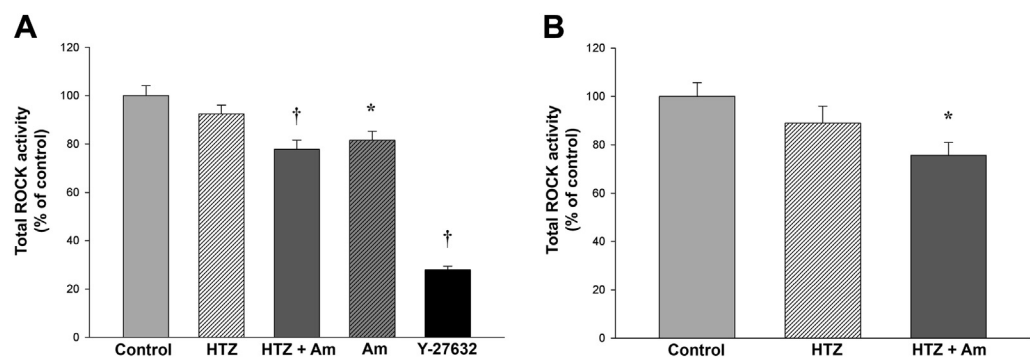 A
Total ROCK activity
(% of control)
120
100
80
60
40
20
0
†
*
†
Control HTZ HTZ + Am Am Y-27632
B
Total ROCK activity
(% of control)
120
100
80
60
40
20
0
*
Control HTZ HTZ + Am